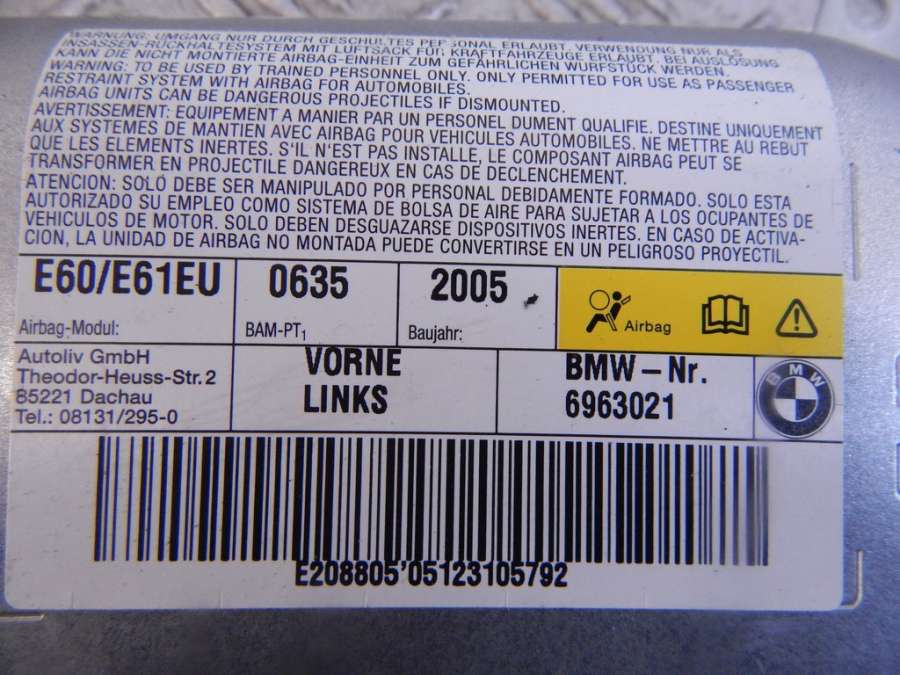 WARNUNG: UMGANG NUR DURCH GESCHULTES PERSONAL ERLAUBT. VERWENDUNG NUR ALS
INSASSEN-RÜCKHALTESYSTEM MIT LUFTSACK FÜR KRAFTFAHRZEUGE ERLAUBT. BEI AUSLÖSUNG
KANN DIE NICHT MONTIERTE AIRBAG-EINHEIT ZUM GEFÄHRLICHEN WURFSTÜCK WERDEN.
WARNING: TO BE USED BY TRAINED PERSONNEL ONLY. ONLY PERMITTED FOR USE AS PASSENGER
RESTRAINT SYSTEM WITH AIRBAG FOR AUTOMOBILES.
AIRBAG UNITS CAN BE DANGEROUS PROJECTILES IF DISMOUNTED.
AVERTISSEMENT: EQUIPEMENT A MANIER PAR UN PERSONEL DUMENT QUALIFIE. DESTINE UNIQUEMENT
AUX SYSTEMES DE MANTIEN AVEC AIRBAG POUR VEHICULES AUTOMOBILES. NE METTRE AU REBUT
QUE LES ELEMENTS INERTES. S'IL N'EST PAS INSTALLE, LE COMPOSANT AIRBAG PEUT SE
TRANSFORMER EN PROJECTILE DANGEREUX EN CAS DE DECLENCHEMENT.
ATENCION: SOLO DEBE SER MANIPULADO POR PERSONAL DEBIDAMENTE FORMADO. SOLO ESTA
AUTORIZADO SU EMPLEO COMO SISTEMA DE BOLSA DE AIRE PARA SUJETAR A LOS OCUPANTES DE
VEHICULOS DE MOTOR. SOLO DEBEN DESGUAZARSE DISPOSITIVOS INERTES. EN CASO DE ACTIVA-
CION, LA UNIDAD DE AIRBAG NO MONTADA PUEDE CONVERTIRSE EN UN PELIGROSO PROYECTIL.
E60/E61EU 0635 2005
Airbag-Modul: BAM-PT1 Baujahr: Airbag
Autoliv GmbH
Theodor-Heuss-Str.2
85221 Dachau
Tel.: 08131/295-0
VORNE
LINKS
BMW-Nr.
6963021
BMW
E208805'05123105792